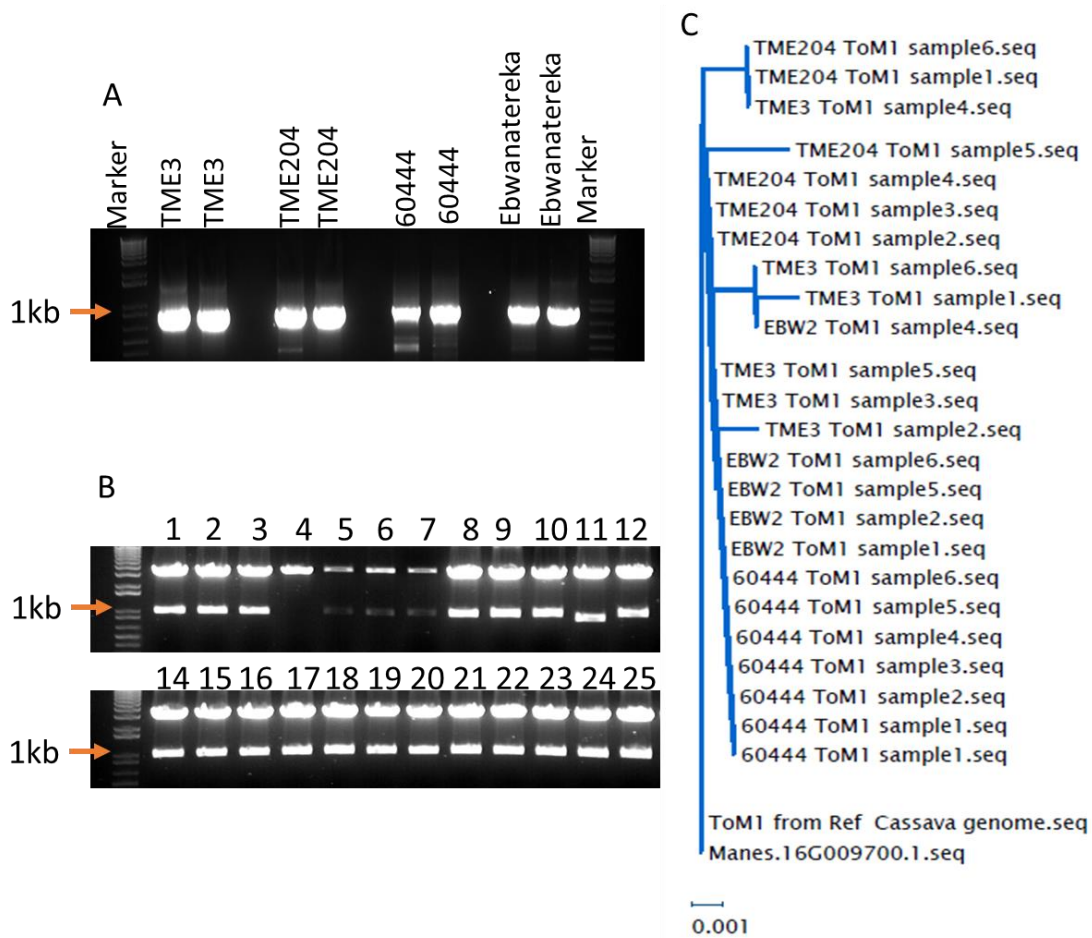 A
Marker
TME3
TME3
TME204
TME204
60444
60444
Ebwanatereka
Ebwanatereka
Marker
1kb
B
1 2 3 4 5 6 7 8 9 10 11 12
1kb
14 15 16 17 18 19 20 21 22 23 24 25
1kb
C
TME204 ToM1 sample6.seq
TME204 ToM1 sample1.seq
TME3 ToM1 sample4.seq
TME204 ToM1 sample5.seq
TME204 ToM1 sample4.seq
TME204 ToM1 sample3.seq
TME204 ToM1 sample2.seq
TME3 ToM1 sample6.seq
TME3 ToM1 sample1.seq
EBW2 ToM1 sample4.seq
TME3 ToM1 sample5.seq
TME3 ToM1 sample3.seq
TME3 ToM1 sample2.seq
EBW2 ToM1 sample6.seq
EBW2 ToM1 sample5.seq
EBW2 ToM1 sample2.seq
EBW2 ToM1 sample1.seq
60444 ToM1 sample6.seq
60444 ToM1 sample5.seq
60444 ToM1 sample4.seq
60444 ToM1 sample3.seq
60444 ToM1 sample2.seq
60444 ToM1 sample1.seq
60444 ToM1 sample1.seq
ToM1 from Ref Cassava genome.seq
Manes.16G009700.1.seq
0.001